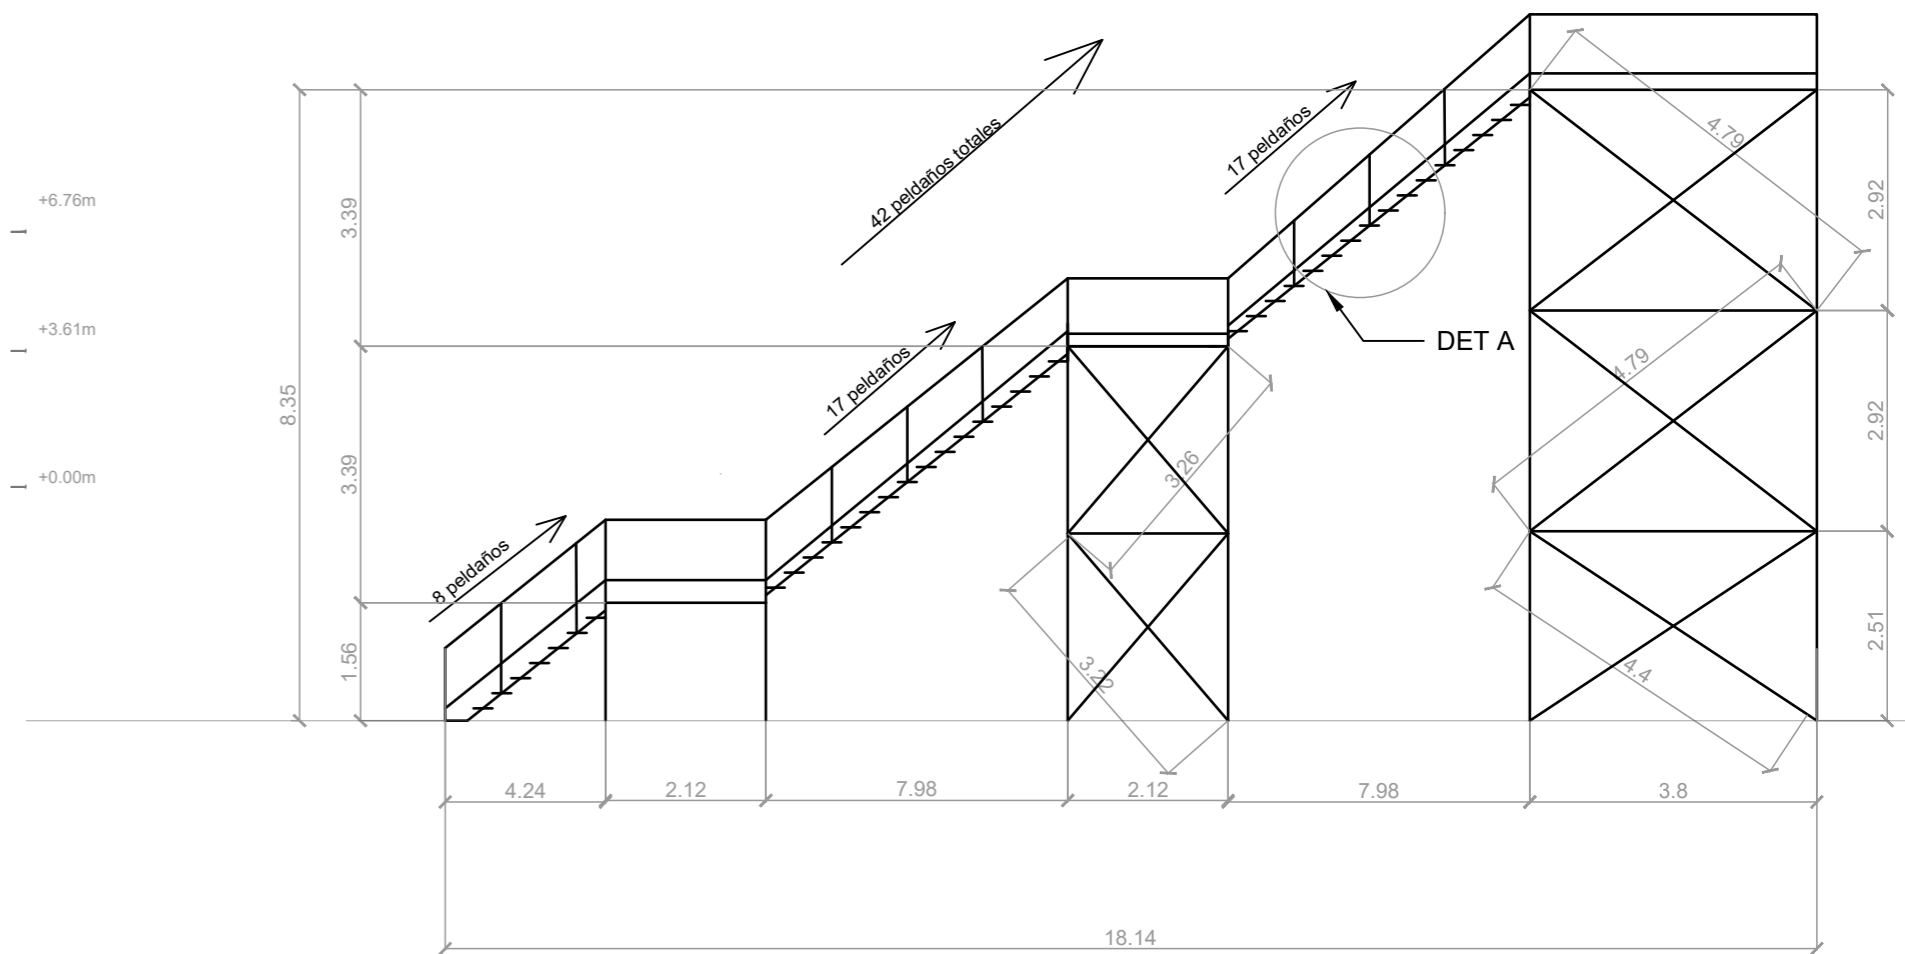 +6.76m
+3.61m
+0.00m
8.35
3.39
3.39
1.56
8 peldaños
17 peldaños
42 peldaños totales
17 peldaños
DET A
3.26
3.22
4.79
4.79
4.4
2.92
2.92
2.51
4.24
2.12
7.98
2.12
7.98
3.8
18.14